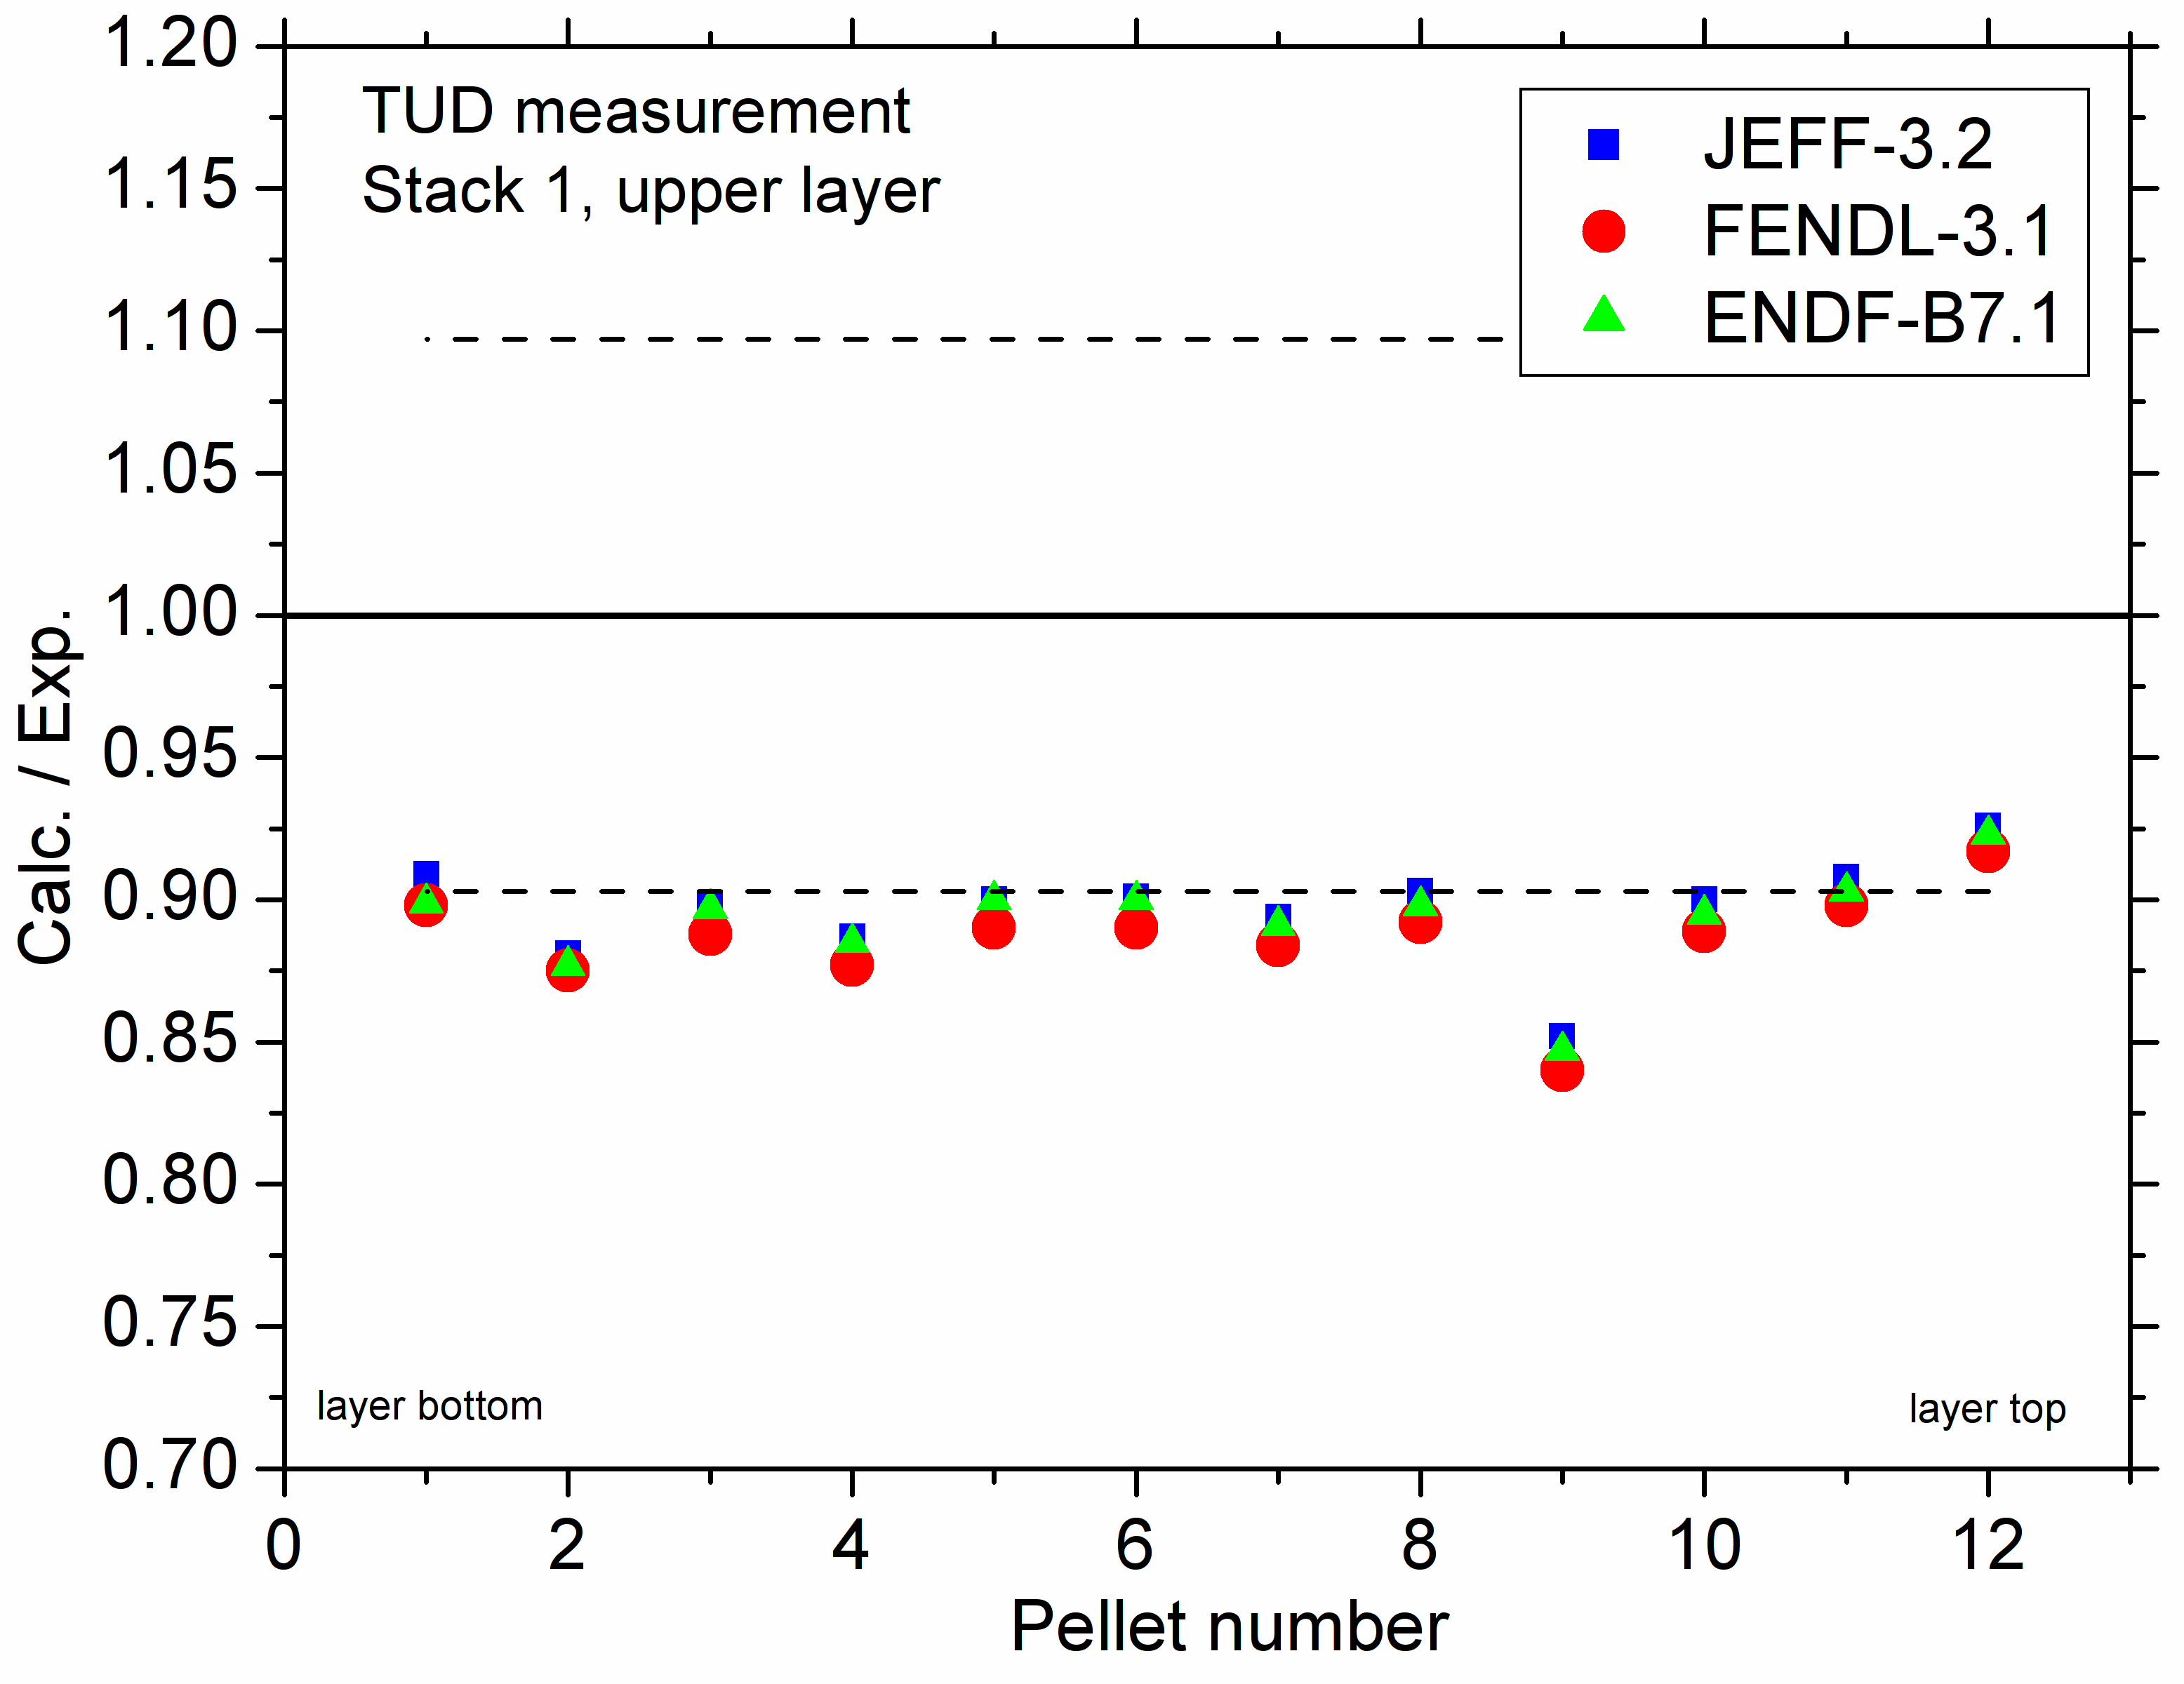 TUD measurement
Stack 1, upper layer
JEFF-3.2
FENDL-3.1
ENDF-B7.1
1.20
1.15
1.10
1.05
1.00
0.95
0.90
0.85
0.80
0.75
0.70
Calc. / Exp.
layer bottom
layer top
0 2 4 6 8 10 12
Pellet number